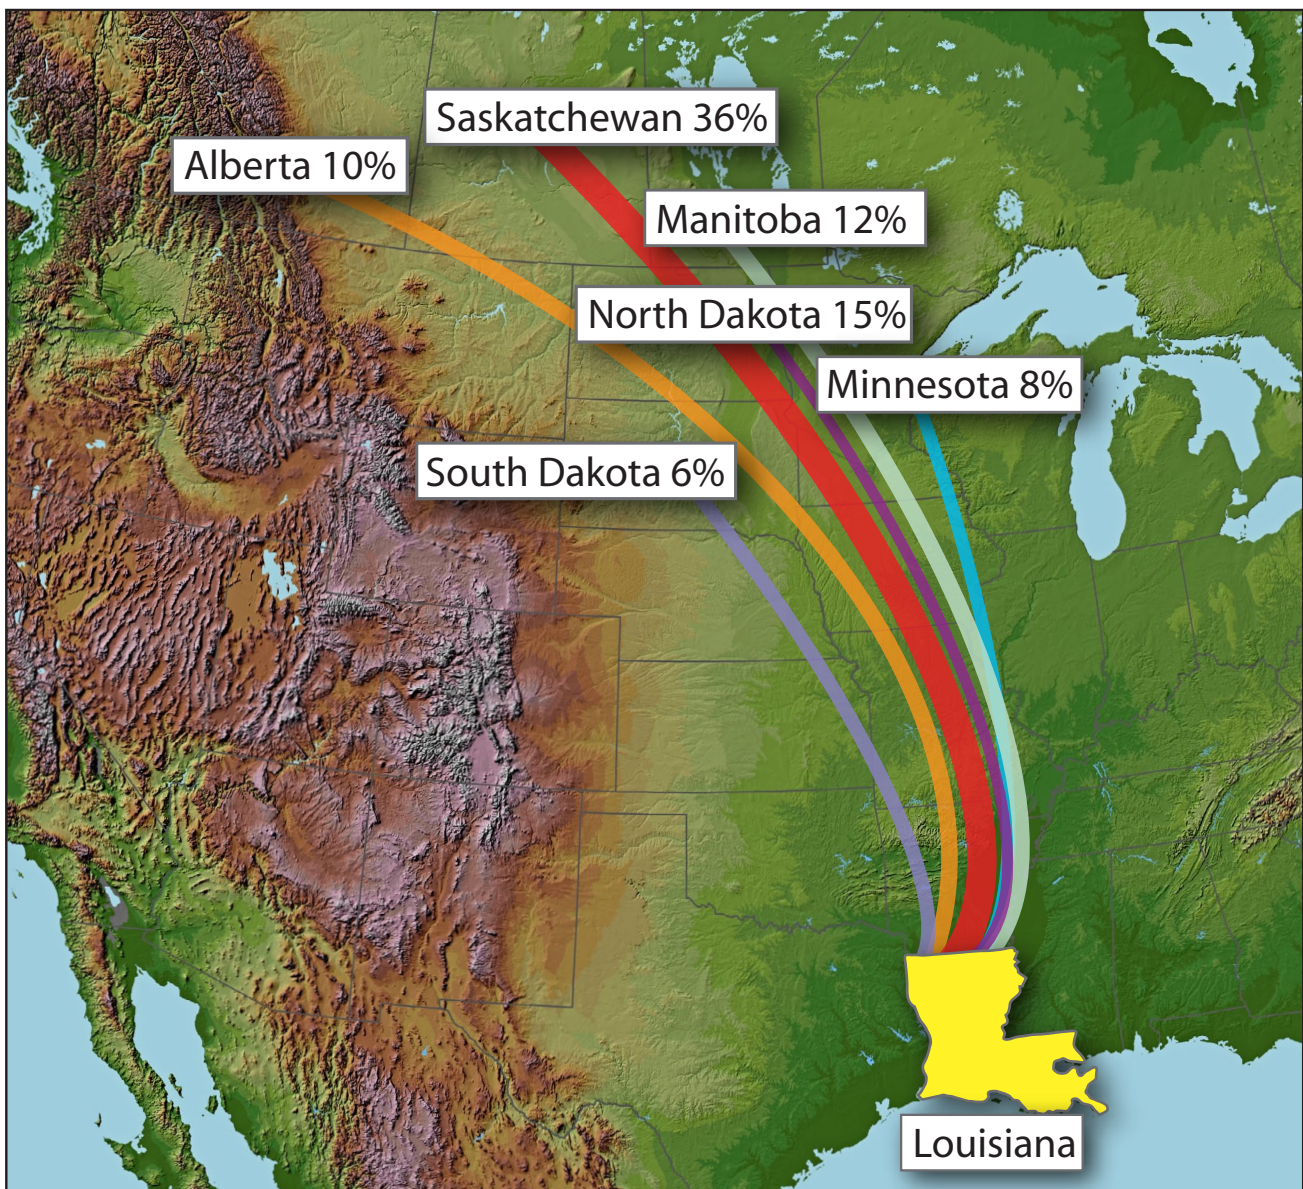 Saskatchewan 36%
Alberta 10%
Manitoba 12%
North Dakota 15%
Minnesota 8%
South Dakota 6%
Louisiana